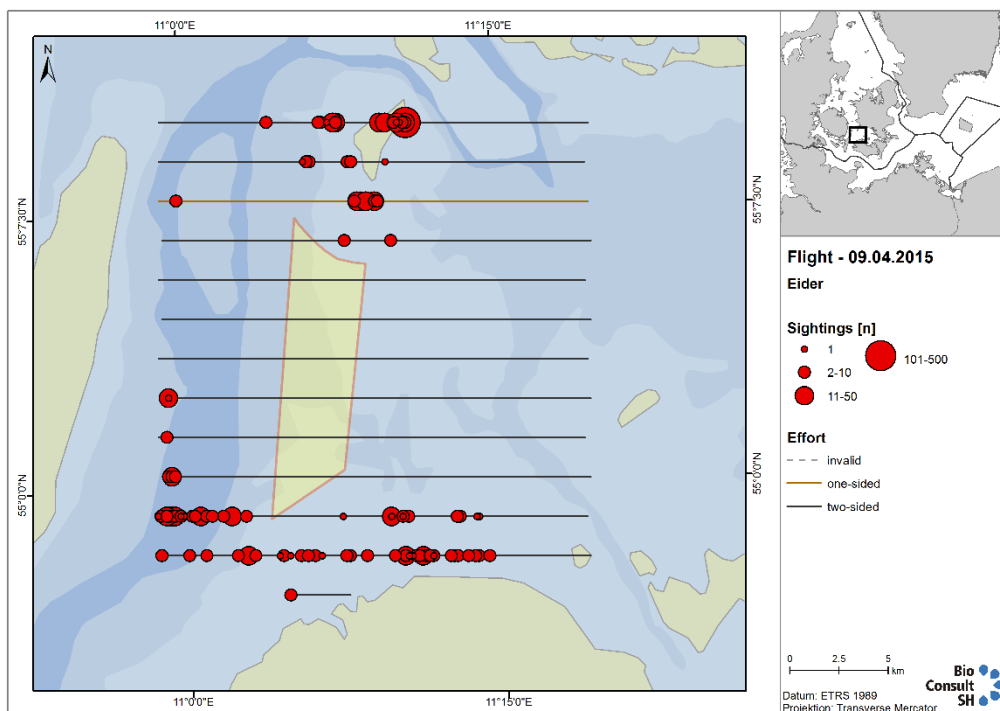 11°0'0"E
11°15'0"E
N
55°7'30"N
55°7'30"N
55°0'0"N
55°0'0"N
11°0'0"E
11°15'0"E
Flight - 09.04.2015
Eider
Sightings [n]
1
101-500
2-10
11-50
Effort
invalid
one-sided
two-sided
0 2.5 5
km
Bio
Consult
SH
Datum: ETRS 1989
Projektion: Transverse Mercator